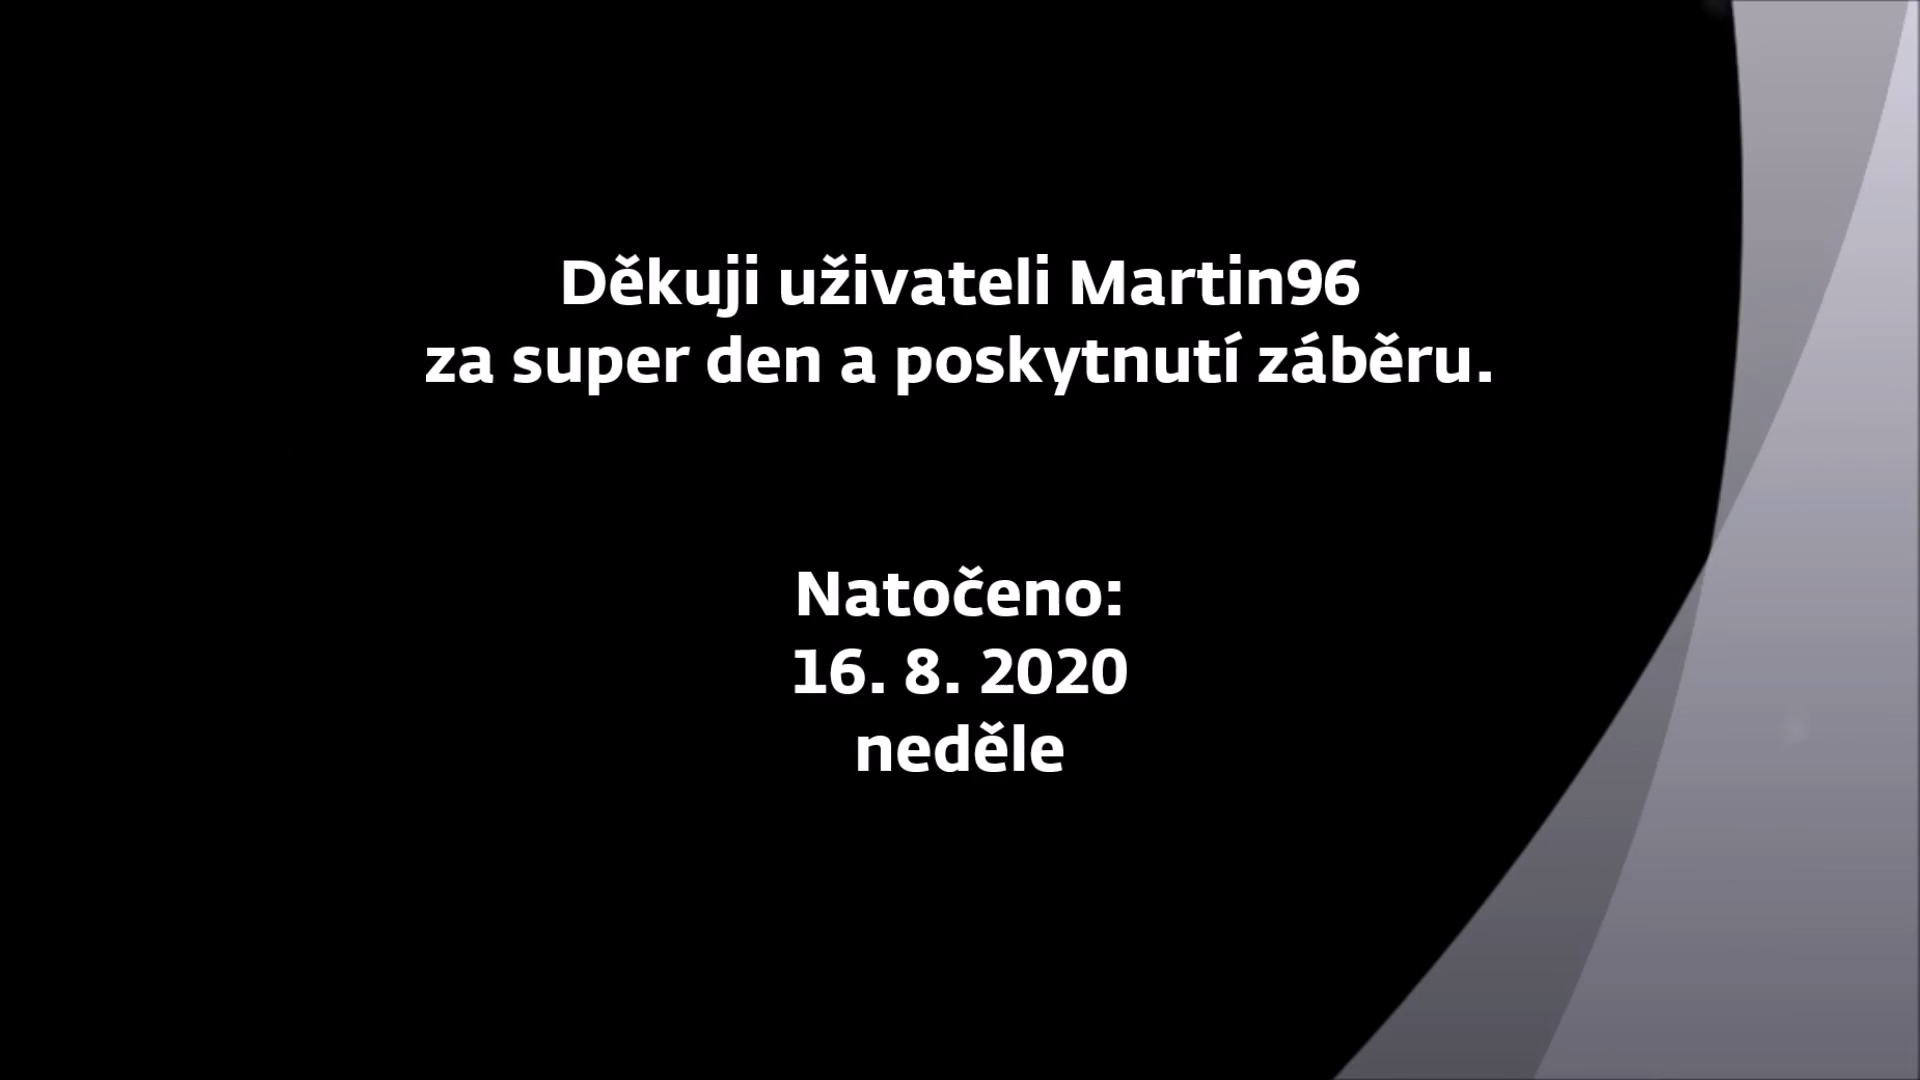 Děkuji uživateli Martin96
za super den a poskytnutí záběru.
Natočeno:
16. 8. 2020
neděle